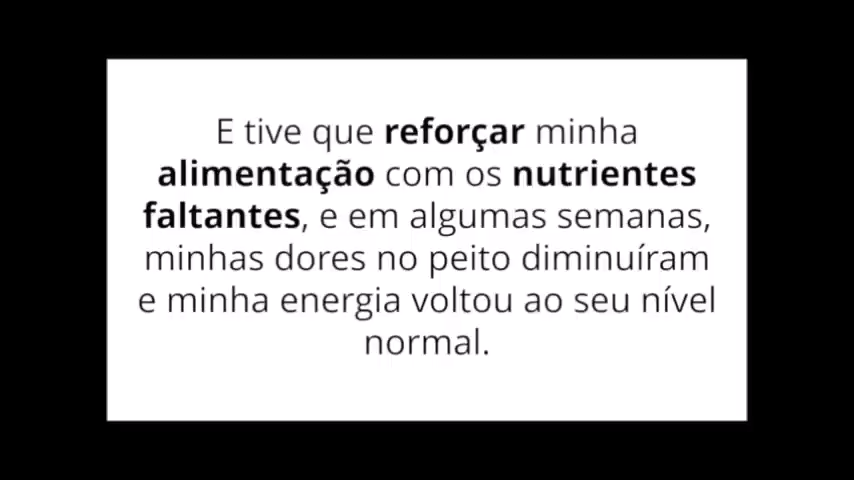 E tive que reforçar minha
alimentação com os nutrientes
faltantes, e em algumas semanas,
minhas dores no peito diminuíram
e minha energia voltou ao seu nível
normal.